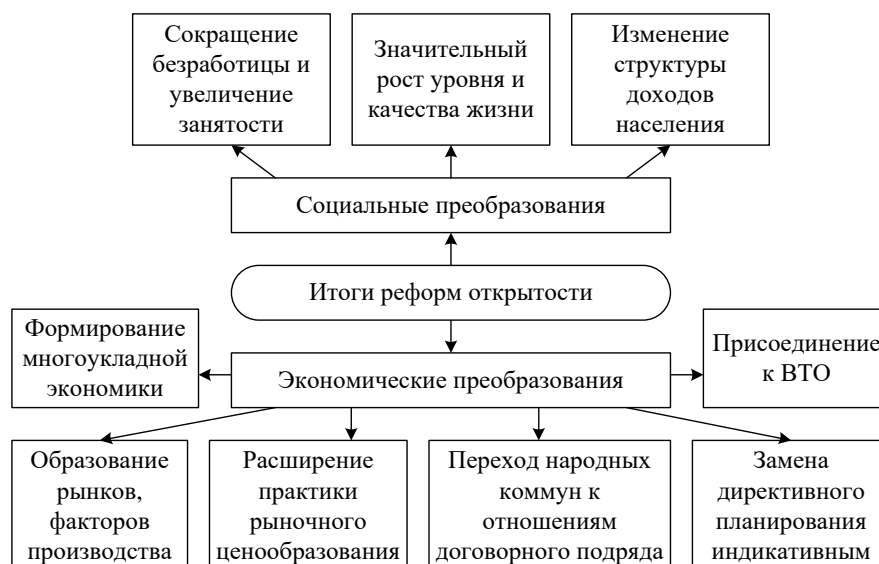 Сокращение
безработицы и
увеличение
занятости
Значительный
рост уровня и
качества жизни
Изменение
структуры
доходов
населения
Социальные преобразования
Итоги реформ открытости
Формирование
многоукладной
экономики
Экономические преобразования
Присоединение
к ВТО
Образование
рынков,
факторов
производства
Расширение
практики
рыночного
ценообразования
Переход народных
коммун к
отношениям
договорного подряда
Замена
директивного
планирования
индикативным